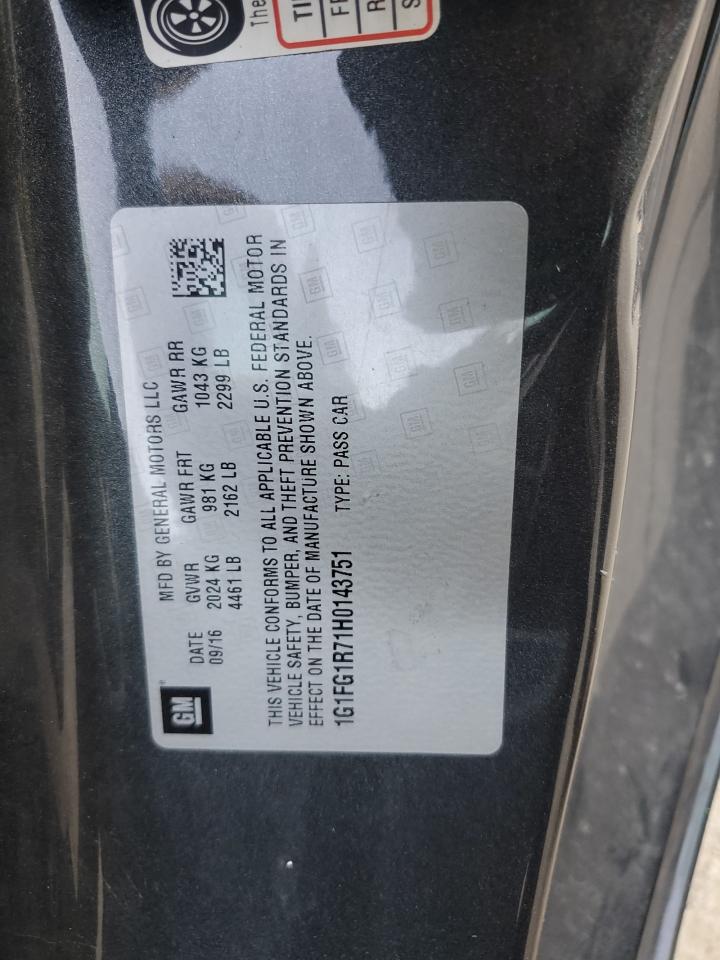 The
TI
F
R
S
GM
MFD BY GENERAL MOTORS LLC
DATE GVWR GAWR FRT GAWR RR
09/16 2024 KG 981 KG 1043 KG
4461 LB 2162 LB 2299 LB
THIS VEHICLE CONFORMS TO ALL APPLICABLE U.S. FEDERAL MOTOR
VEHICLE SAFETY, BUMPER, AND THEFT PREVENTION STANDARDS IN
EFFECT ON THE DATE OF MANUFACTURE SHOWN ABOVE.
1G1FG1R71H0143751 TYPE: PASS CAR